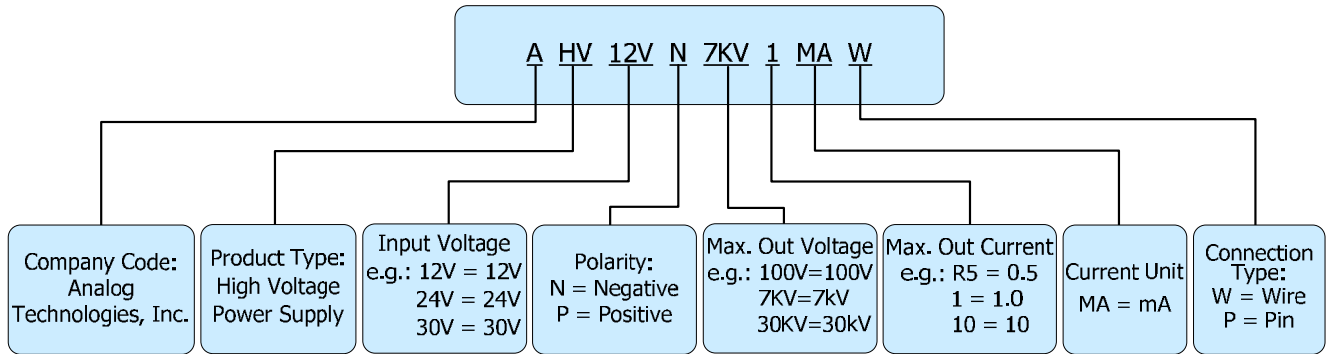 A HV 12V N 7KV 1 MA W
Company Code:
Analog
Technologies, Inc.
Product Type:
High Voltage
Power Supply
Input Voltage
e.g.: 12V = 12V
24V = 24V
30V = 30V
Polarity:
N = Negative
P = Positive
Max. Out Voltage
e.g.: 100V=100V
7KV=7kV
30KV=30kV
Max. Out Current
e.g.: R5 = 0.5
1 = 1.0
10 = 10
Current Unit
MA = mA
Connection
Type:
W = Wire
P = Pin